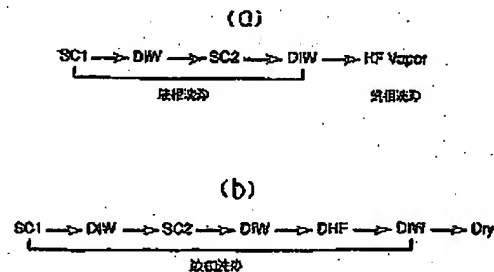 (a)
SC1 → DIW → SC2 → DIW → HF Vapor
(b)
SC1 → DIW → SC2 → DIW → DHF → DIW → Dry